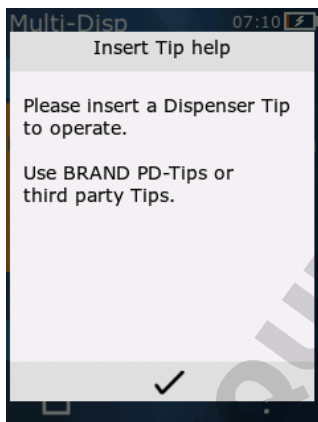 Multi-Disp 07:10
Insert Tip help
Please insert a Dispenser Tip
to operate.
Use BRAND PD-Tips or
third party Tips.